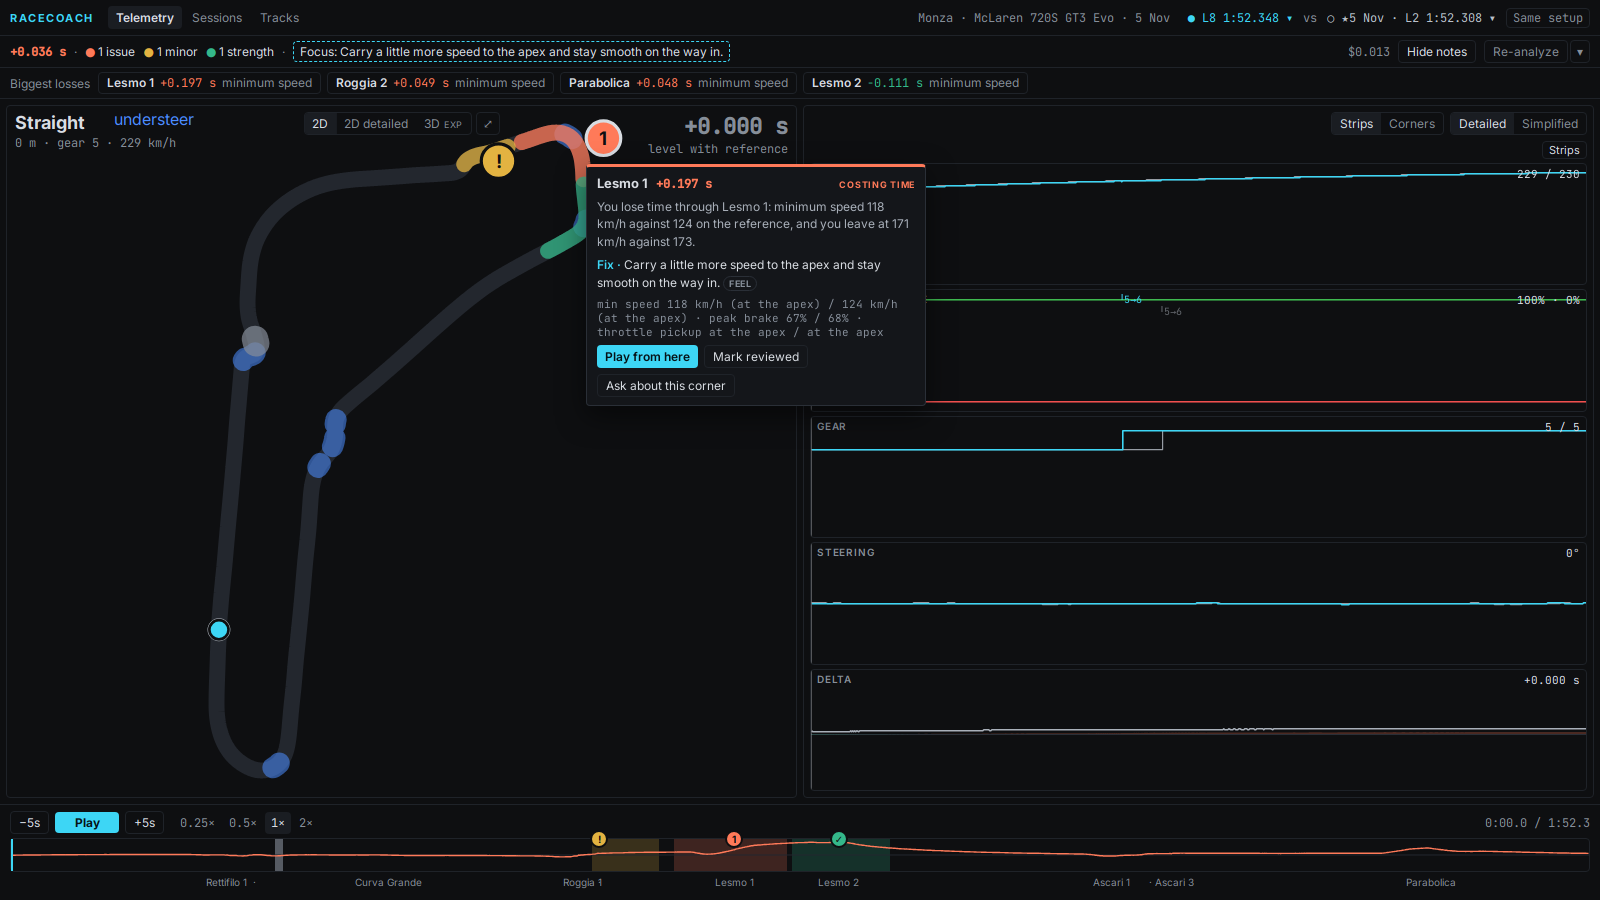 RACECOACH Telemetry Sessions Tracks Monza · McLaren 720S GT3 Evo · 5 Nov ● L8 1:52.348 ▾ vs ○ ★5 Nov · L2 1:52.308 ▾ Same setup
+0.036 s · 1 issue 1 minor 1 strength · Focus: Carry a little more speed to the apex and stay smooth on the way in. $0.013 Hide notes Re-analyze ▾
Biggest losses Lesmo 1 +0.197 s minimum speed Roggia 2 +0.049 s minimum speed Parabolica +0.048 s minimum speed Lesmo 2 -0.111 s minimum speed
Straight understeer 2D 2D detailed 3D EXP ⤢ +0.000 s
0 m · gear 5 · 229 km/h level with reference
! 1
Strips Corners Detailed Simplified
Strips
Lesmo 1 +0.197 s COSTING TIME
You lose time through Lesmo 1: minimum speed 118
km/h against 124 on the reference, and you leave at 171
km/h against 173.
Fix · Carry a little more speed to the apex and stay
smooth on the way in. FEEL
min speed 118 km/h (at the apex) / 124 km/h
(at the apex) · peak brake 67% / 68% ·
throttle pickup at the apex / at the apex
Play from here Mark reviewed
Ask about this corner
229 / 230
5→6 100% · 0%
5→6
GEAR 5 / 5
STEERING 0°
DELTA +0.000 s
−5s Play +5s 0.25× 0.5× 1× 2× 0:00.0 / 1:52.3
! 1 ✓
Rettifilo 1 · Curva Grande Roggia Lesmo 1 Lesmo 2 Ascari 1 · Ascari 3 Parabolica